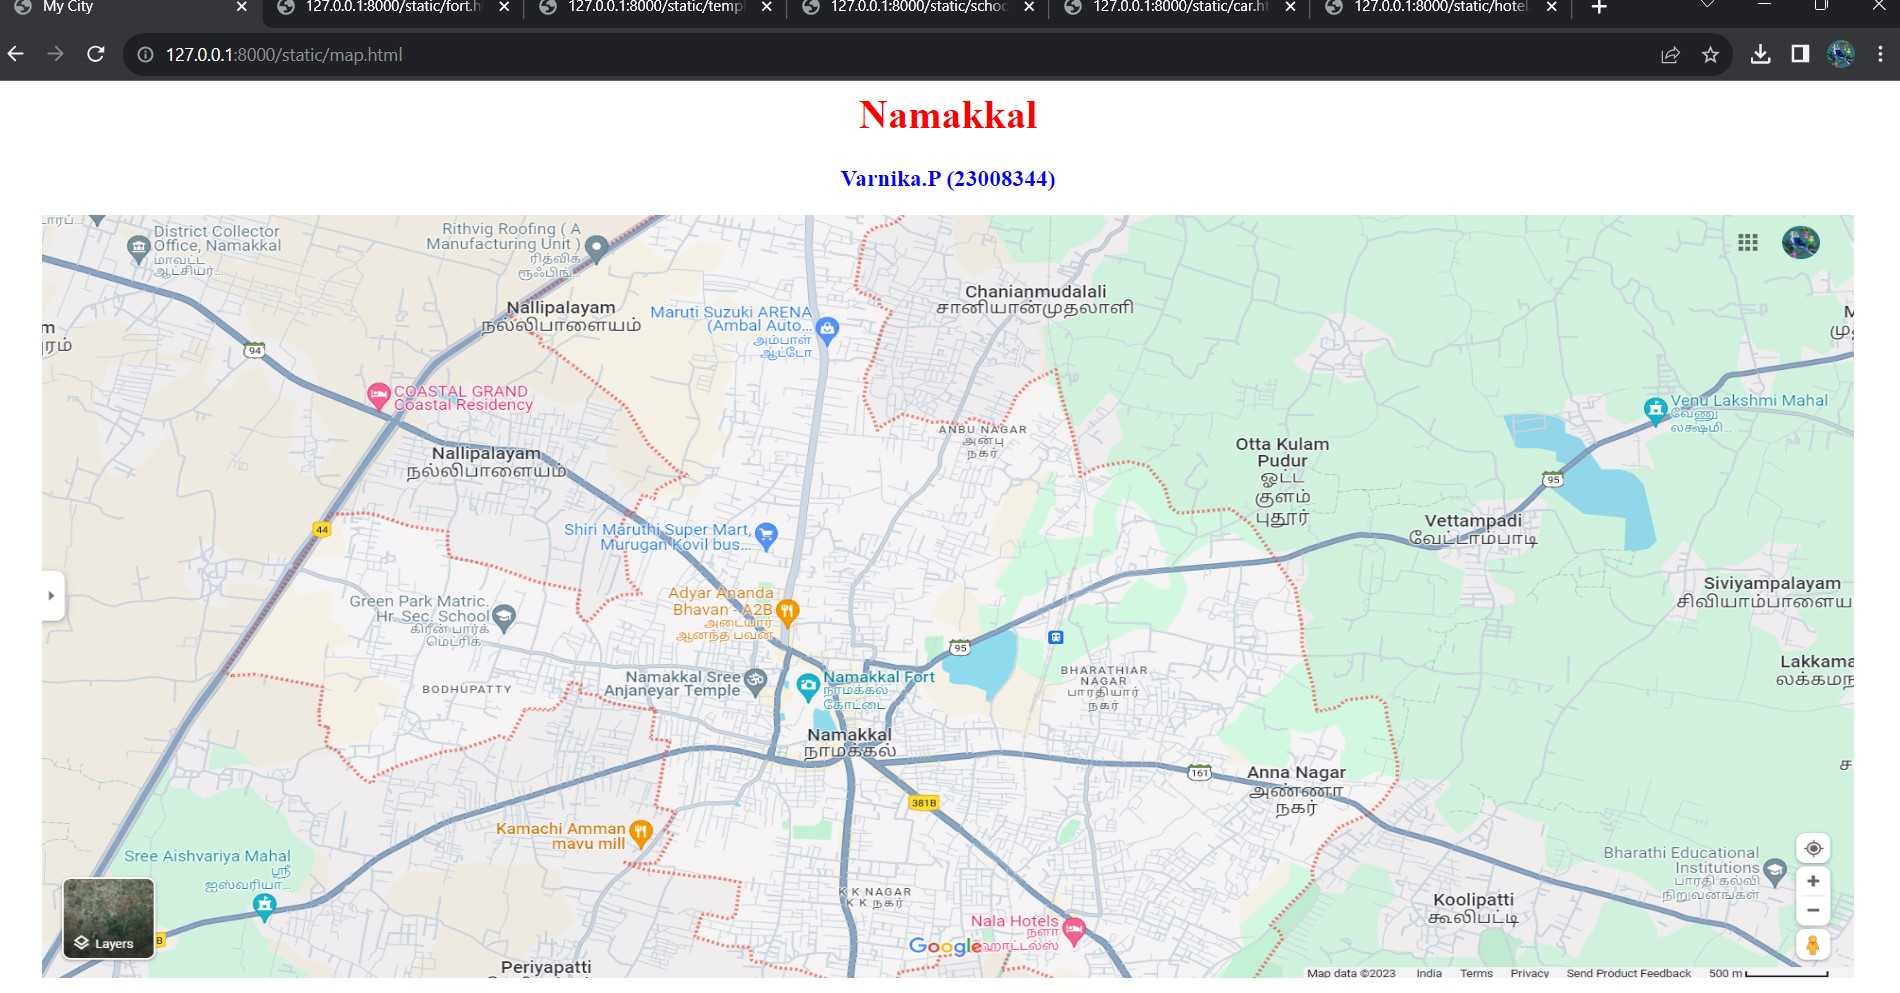 My City
127.0.0.1:8000/static/fort.h
127.0.0.1:8000/static/templ
127.0.0.1:8000/static/schoo
127.0.0.1:8000/static/car.ht
127.0.0.1:8000/static/hotel.
127.0.0.1:8000/static/map.html
Namakkal
Varnika.P (23008344)
District Collector
Office, Namakkal
மாவட்ட
ஆட்சியர்...
Rithvig Roofing ( A
Manufacturing Unit )
ரித்விக்
ரூஃபிங்...
Nallipalayam
நல்லிபாளையம்
Maruti Suzuki ARENA
(Ambal Auto...
அம்பாள்
ஆட்டோ
Chanianmudalali
சானியான்முதலாளி
94
COASTAL GRAND
Coastal Residency
Venu Lakshmi Mahal
வேணு
லக்ஷ்மி...
ANBU NAGAR
அன்பு
நகர்
Otta Kulam
Pudur
ஓட்ட
குளம்
புதூர்
Nallipalayam
நல்லிபாளையம்
95
44
Shiri Maruthi Super Mart,
Murugan Kovil bus...
Vettampadi
வேட்டாம்பாடி
Siviyampalayam
சிவியாம்பாளைய
Adyar Ananda
Bhavan - A2B
அடையார்
ஆனந்த பவன்
Green Park Matric.
Hr. Sec. School
கிரீன் பார்க்
மெட்ரிக்...
95
Namakkal Sree
Anjaneyar Temple
Namakkal Fort
நாமக்கல்
கோட்டை
BHARATHIAR
NAGAR
பாரதியார்
நகர்
Lakkama
லக்கமந
BODHUPATTY
Namakkal
நாமக்கல்
161
Anna Nagar
அண்ணா
நகர்
381B
Kamachi Amman
mavu mill
Sree Aishvariya Mahal
ஸ்ரீ
ஐஸ்வரியா...
Bharathi Educational
Institutions
பாரதி கல்வி
நிறுவனங்கள்
K K NAGAR
K K நகர்
Koolipatti
கூலிபட்டி
Nala Hotels
நளா
ஹோட்டல்ஸ்
Layers
B
Google
Periyapatti
Map data ©2023 India Terms Privacy Send Product Feedback 500 m